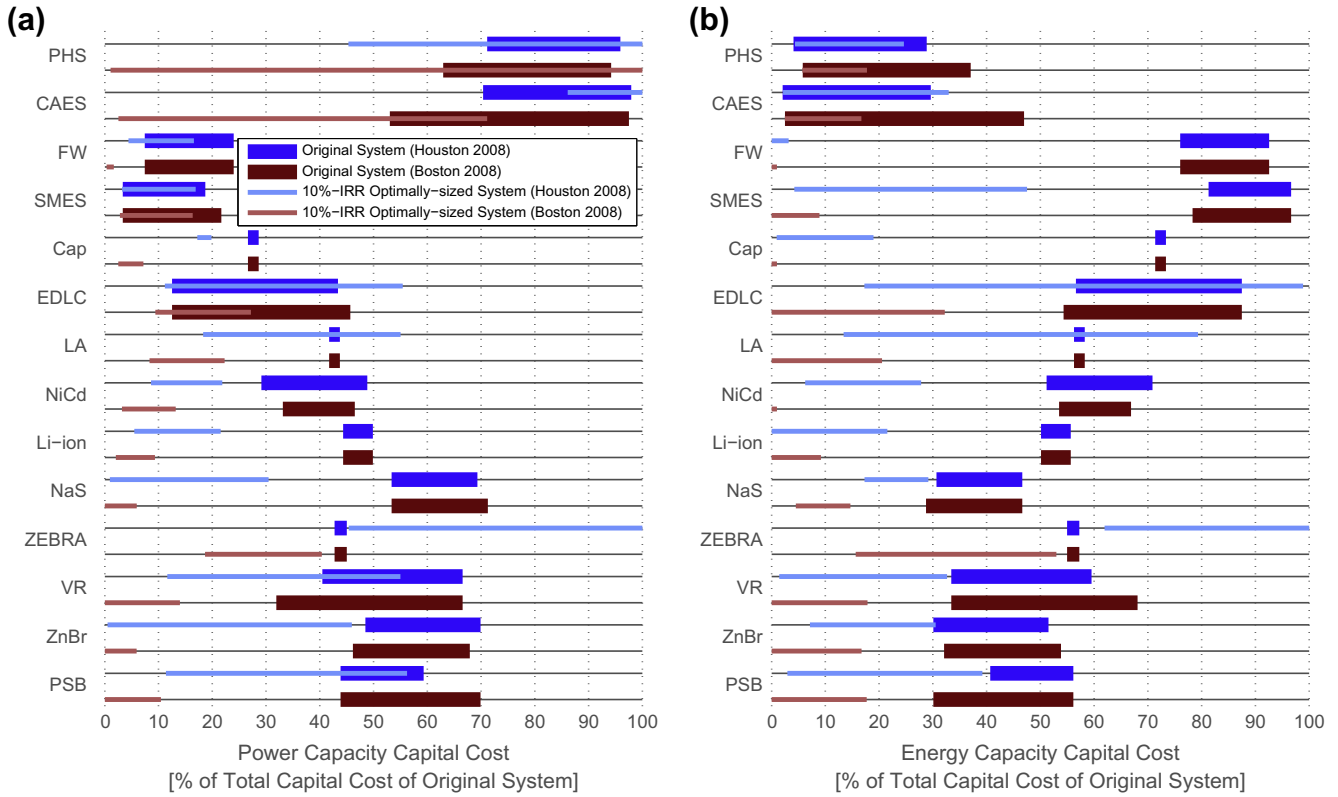 (a)
PHS
CAES
FW
SMES
Cap
EDLC
LA
NiCd
Li−ion
NaS
ZEBRA
VR
ZnBr
PSB
Original System (Houston 2008)
Original System (Boston 2008)
10%−IRR Optimally-sized System (Houston 2008)
10%−IRR Optimally-sized System (Boston 2008)
0 10 20 30 40 50 60 70 80 90 100
Power Capacity Capital Cost
[% of Total Capital Cost of Original System]
(b)
PHS
CAES
FW
SMES
Cap
EDLC
LA
NiCd
Li−ion
NaS
ZEBRA
VR
ZnBr
PSB
0 10 20 30 40 50 60 70 80 90 100
Energy Capacity Capital Cost
[% of Total Capital Cost of Original System]